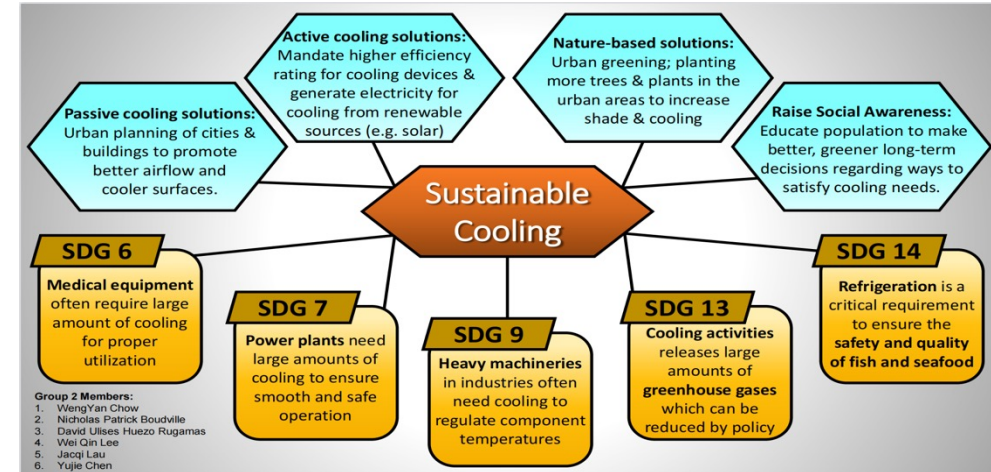 Active cooling solutions:
Mandate higher efficiency
rating for cooling devices &
generate electricity for
cooling from renewable
sources (e.g. solar)
Nature-based solutions:
Urban greening; planting
more trees & plants in the
urban areas to increase
shade & cooling
Passive cooling solutions:
Urban planning of cities &
buildings to promote
better airflow and
cooler surfaces.
Raise Social Awareness:
Educate population to make
better, greener long-term
decisions regarding ways to
satisfy cooling needs.
Sustainable
Cooling
SDG 6
Medical equipment
often require large
amount of cooling
for proper
utilization
SDG 7
Power plants need
large amounts of
cooling to ensure
smooth and safe
operation
SDG 9
Heavy machineries
in industries often
need cooling to
regulate component
temperatures
SDG 13
Cooling activities
releases large
amounts of
greenhouse gases
which can be
reduced by policy
SDG 14
Refrigeration is a
critical requirement
to ensure the
safety and quality
of fish and seafood
Group 2 Members:
1. WengYan Chow
2. Nicholas Patrick Boudville
3. David Ulises Huezo Rugamas
4. Wei Qin Lee
5. Jacqi Lau
6. Yujie Chen